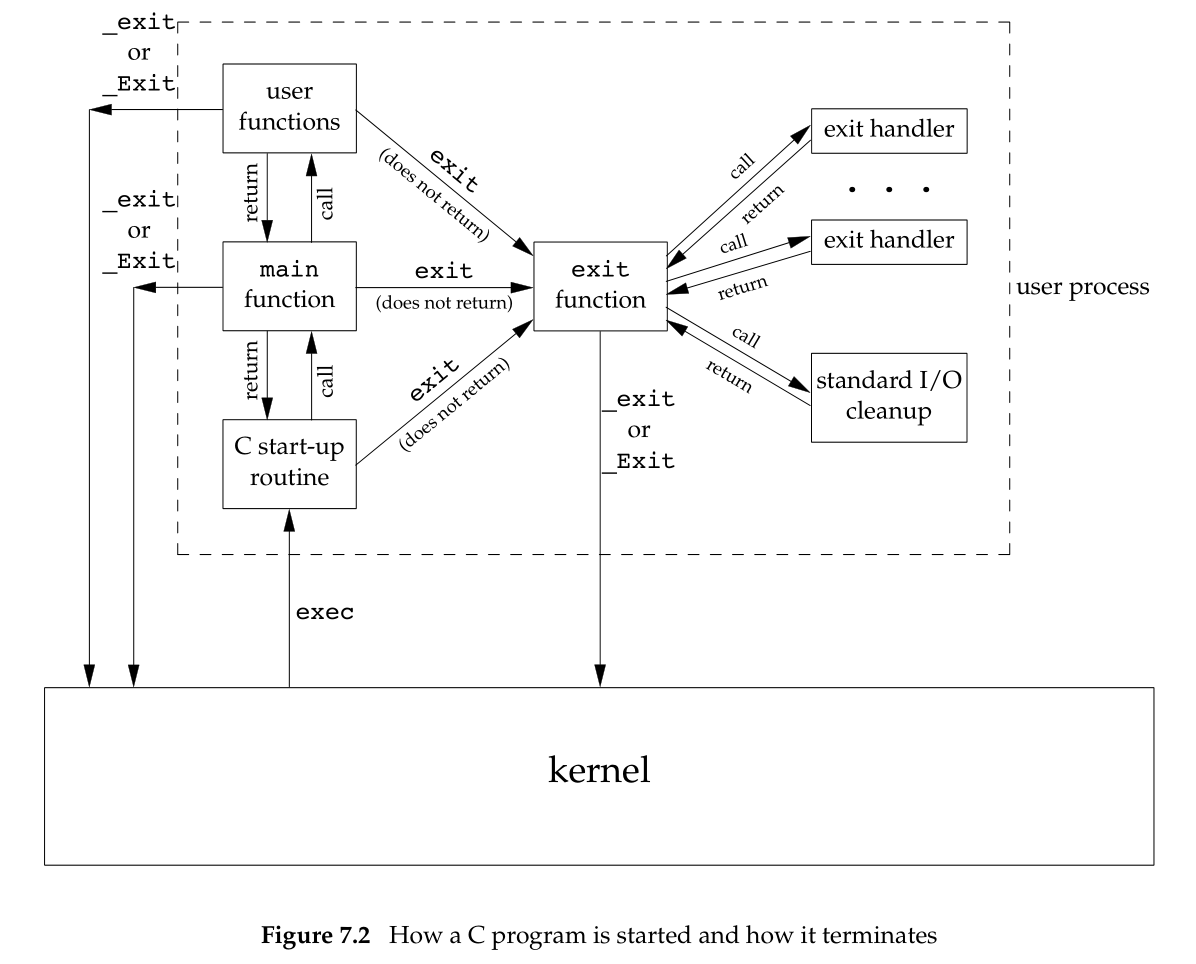 _exit
or
_Exit
user
functions
exit handler
call
return
exit
(does not return)
. . .
return
call
_exit
or
_Exit
call
exit handler
return
main
function
exit
(does not return)
exit
function
user process
return
call
exit
(does not return)
call
return
standard I/O
cleanup
_exit
or
_Exit
C start-up
routine
exec
kernel
Figure 7.2 How a C program is started and how it terminates